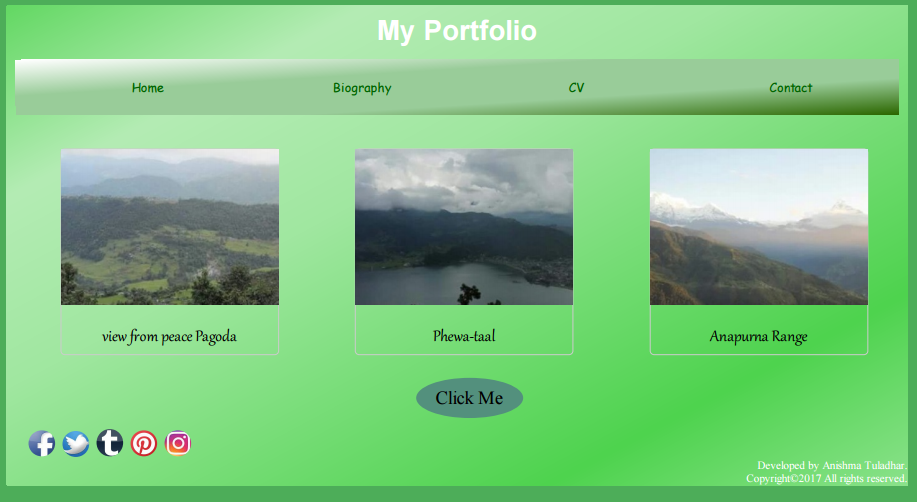 My Portfolio
Home Biography CV Contact
view from peace Pagoda Phewa-taal Anapurna Range
Click Me
f t
Developed by Anishma Tuladhar.
Copyright©2017 All rights reserved.